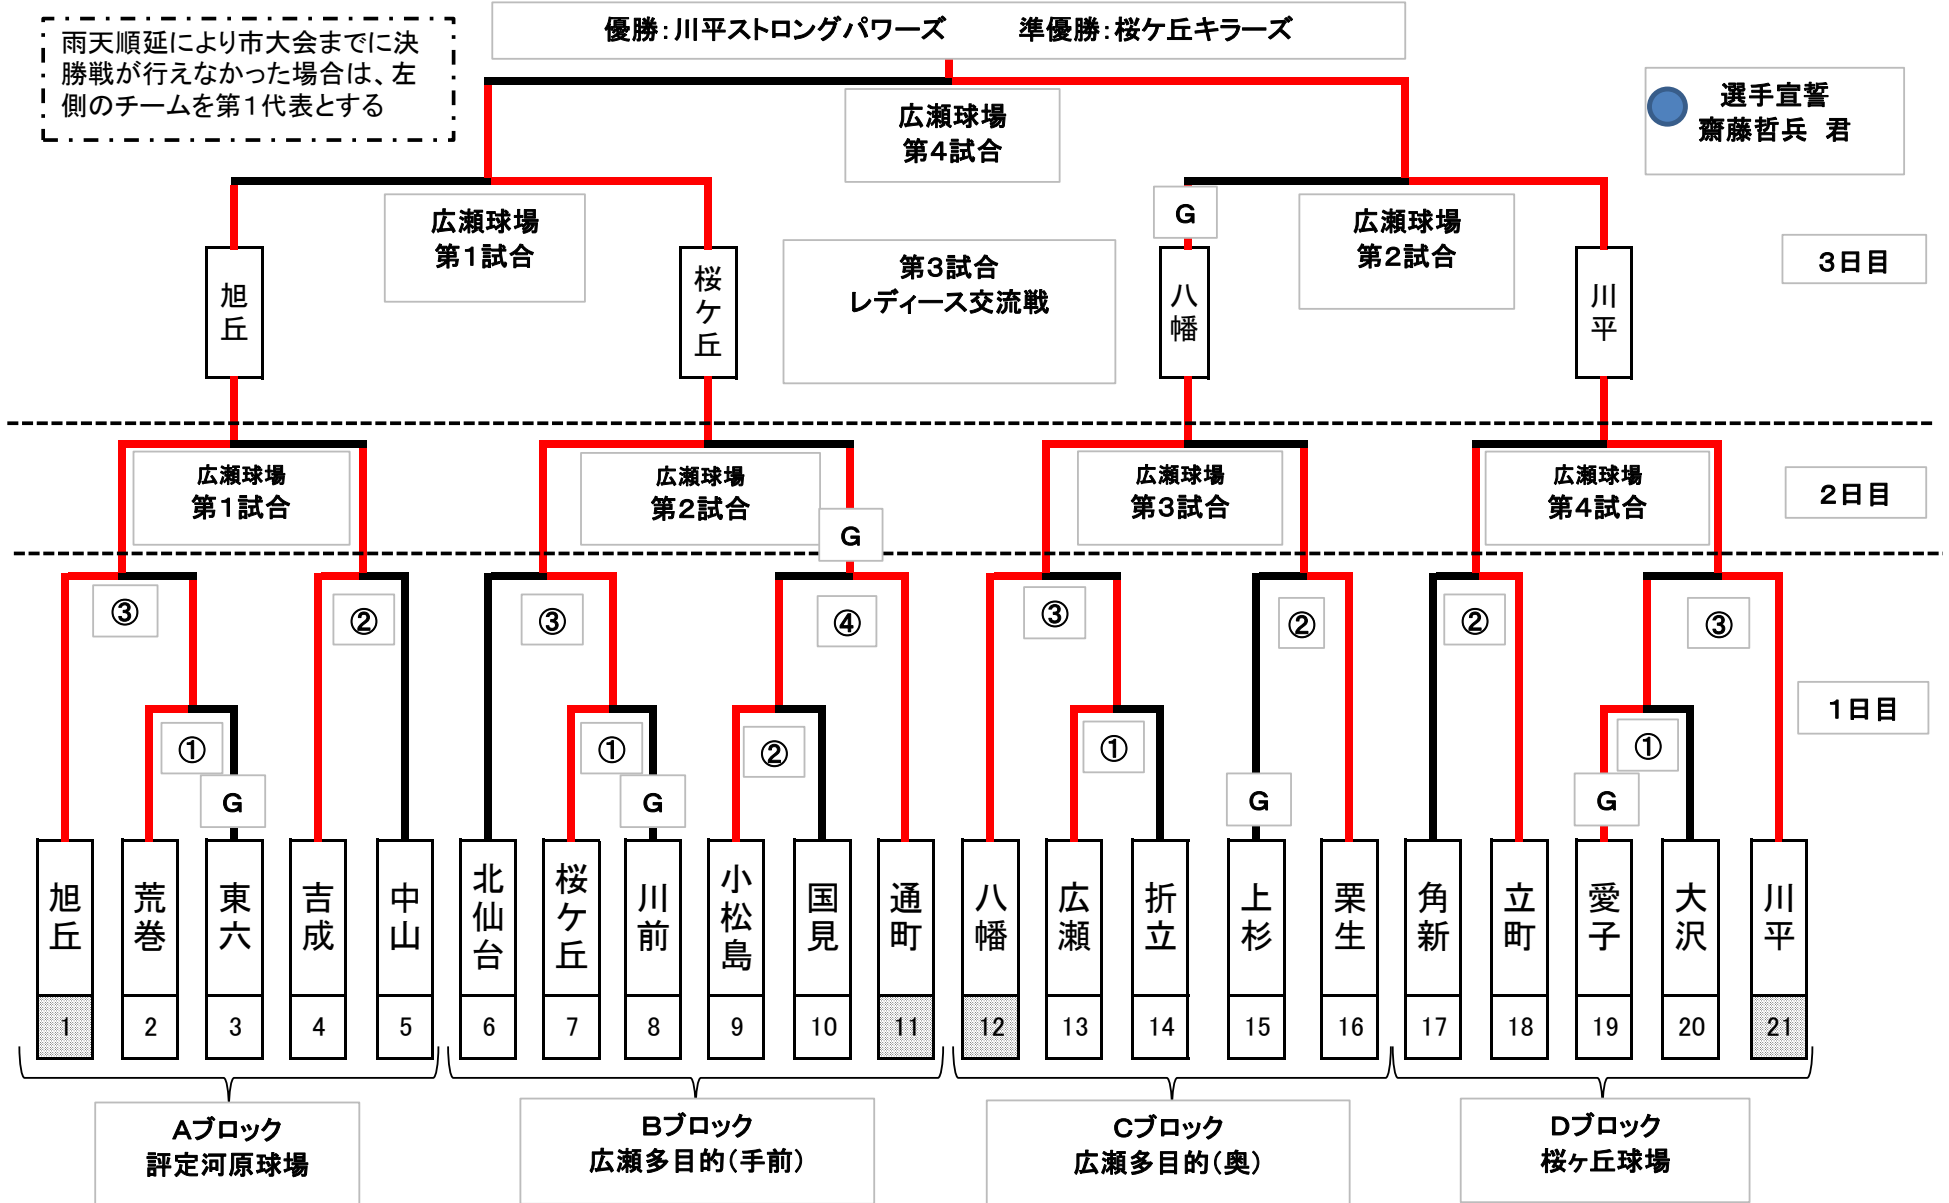 優勝：川平ストロングパワーズ　　　準優勝：桜ケ丘キラーズ
雨天順延により市大会までに決
勝戦が行えなかった場合は、左
側のチームを第１代表とする
選手宣誓
齋藤哲兵　君
広瀬球場
第４試合
広瀬球場
第１試合
G
広瀬球場
第２試合
第３試合
レディース交流戦
３日目
旭丘
桜ケ丘
八幡
川平
広瀬球場
第１試合
広瀬球場
第２試合
広瀬球場
第３試合
広瀬球場
第４試合
２日目
G
③
②
③
④
③
②
②
③
１日目
①
①
②
①
①
G
G
G
G
旭丘
荒巻
東六
吉成
中山
北仙台
桜ケ丘
川前
小松島
国見
通町
八幡
広瀬
折立
上杉
栗生
角新
立町
愛子
大沢
川平
1 2 3 4 5 6 7 8 9 10 11 12 13 14 15 16 17 18 19 20 21
Aブロック
評定河原球場
Bブロック
広瀬多目的（手前）
Cブロック
広瀬多目的（奥）
Dブロック
桜ヶ丘球場